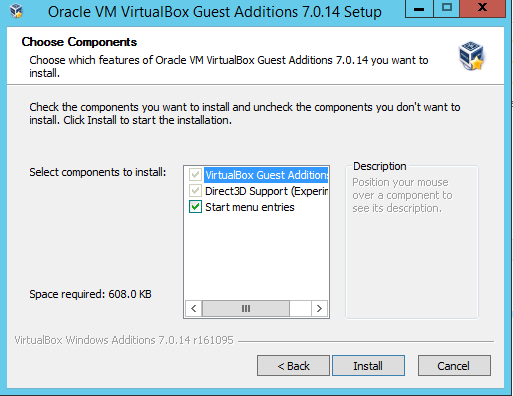 Oracle VM VirtualBox Guest Additions 7.0.14 Setup
Choose Components
Choose which features of Oracle VM VirtualBox Guest Additions 7.0.14 you want to
install.
Check the components you want to install and uncheck the components you don't want to
install. Click Install to start the installation.
Select components to install:
VirtualBox Guest Additions
Direct3D Support (Experim
Start menu entries
Description
Position your mouse
over a component to
see its description.
Space required: 608.0 KB
VirtualBox Windows Additions 7.0.14 r161095
< Back
Install
Cancel